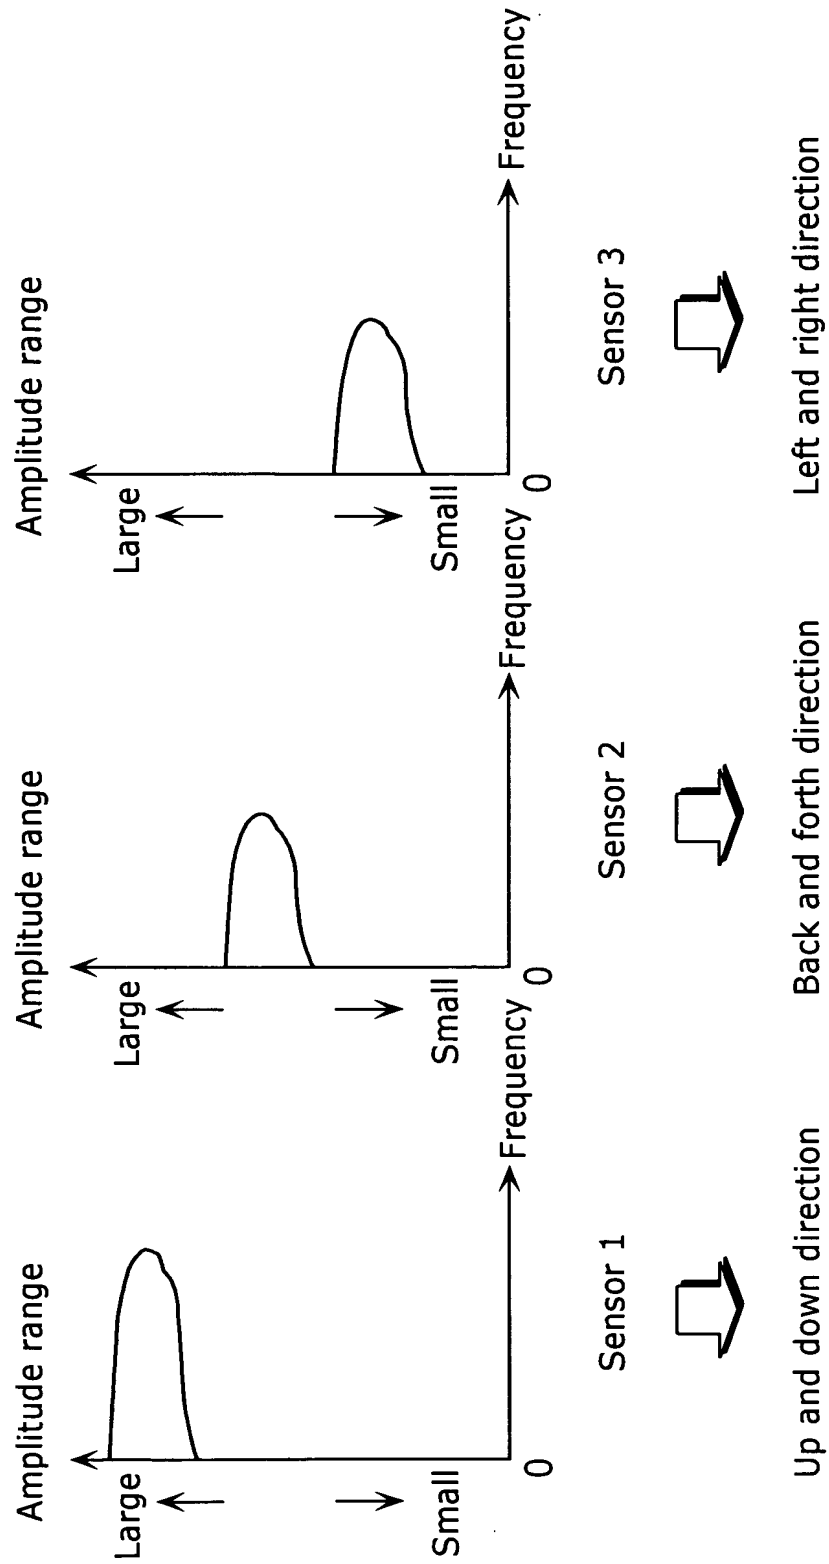 Amplitude range
Large
Small
0
Frequency
Sensor 1
Up and down direction
Amplitude range
Large
Small
0
Frequency
Sensor 2
Back and forth direction
Amplitude range
Large
Small
0
Frequency
Sensor 3
Left and right direction